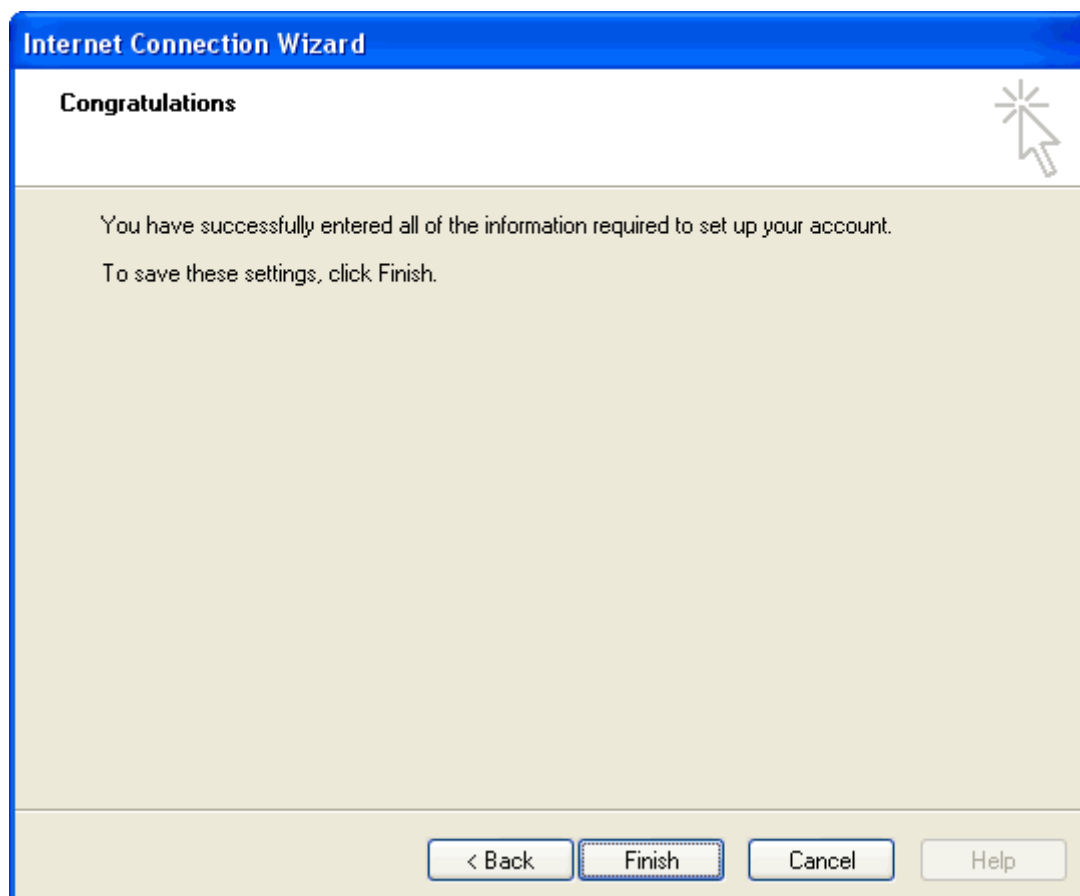 Internet Connection Wizard
Congratulations
You have successfully entered all of the information required to set up your account.
To save these settings, click Finish.
< Back Finish Cancel Help